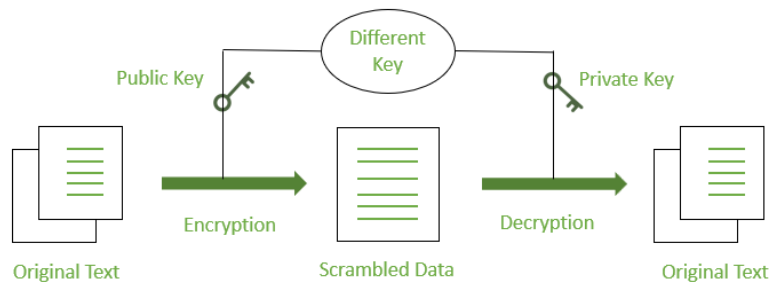 Different
Key
Public Key
Private Key
Encryption
Decryption
Original Text
Scrambled Data
Original Text